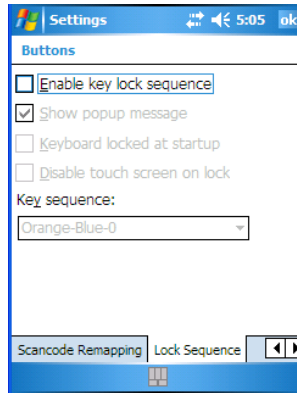 Settings 5:05 ok
Buttons
Enable key lock sequence
Show popup message
Keyboard locked at startup
Disable touch screen on lock
Key sequence:
Orange-Blue-0
Scancode Remapping Lock Sequence